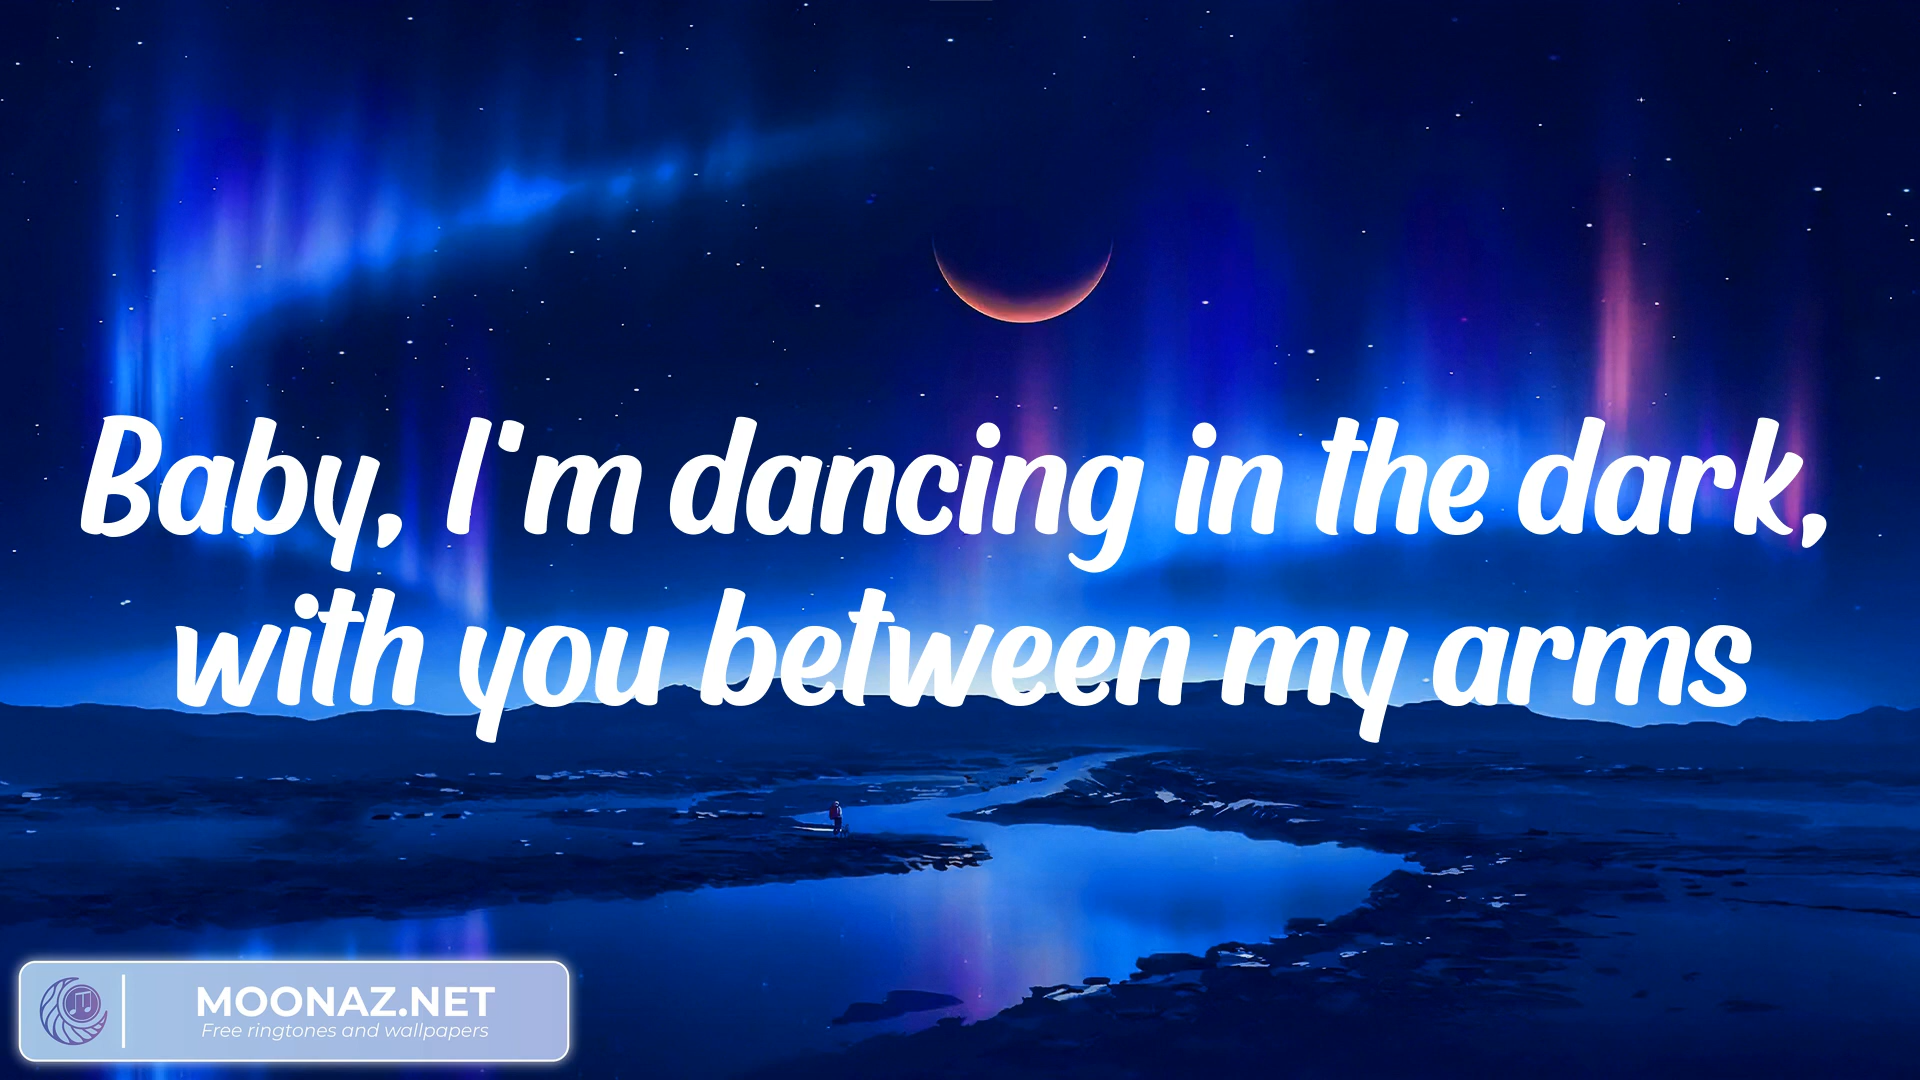 Baby, I'm dancing in the dark,
with you between my arms
MOONAZ.NET
Free ringtones and wallpapers